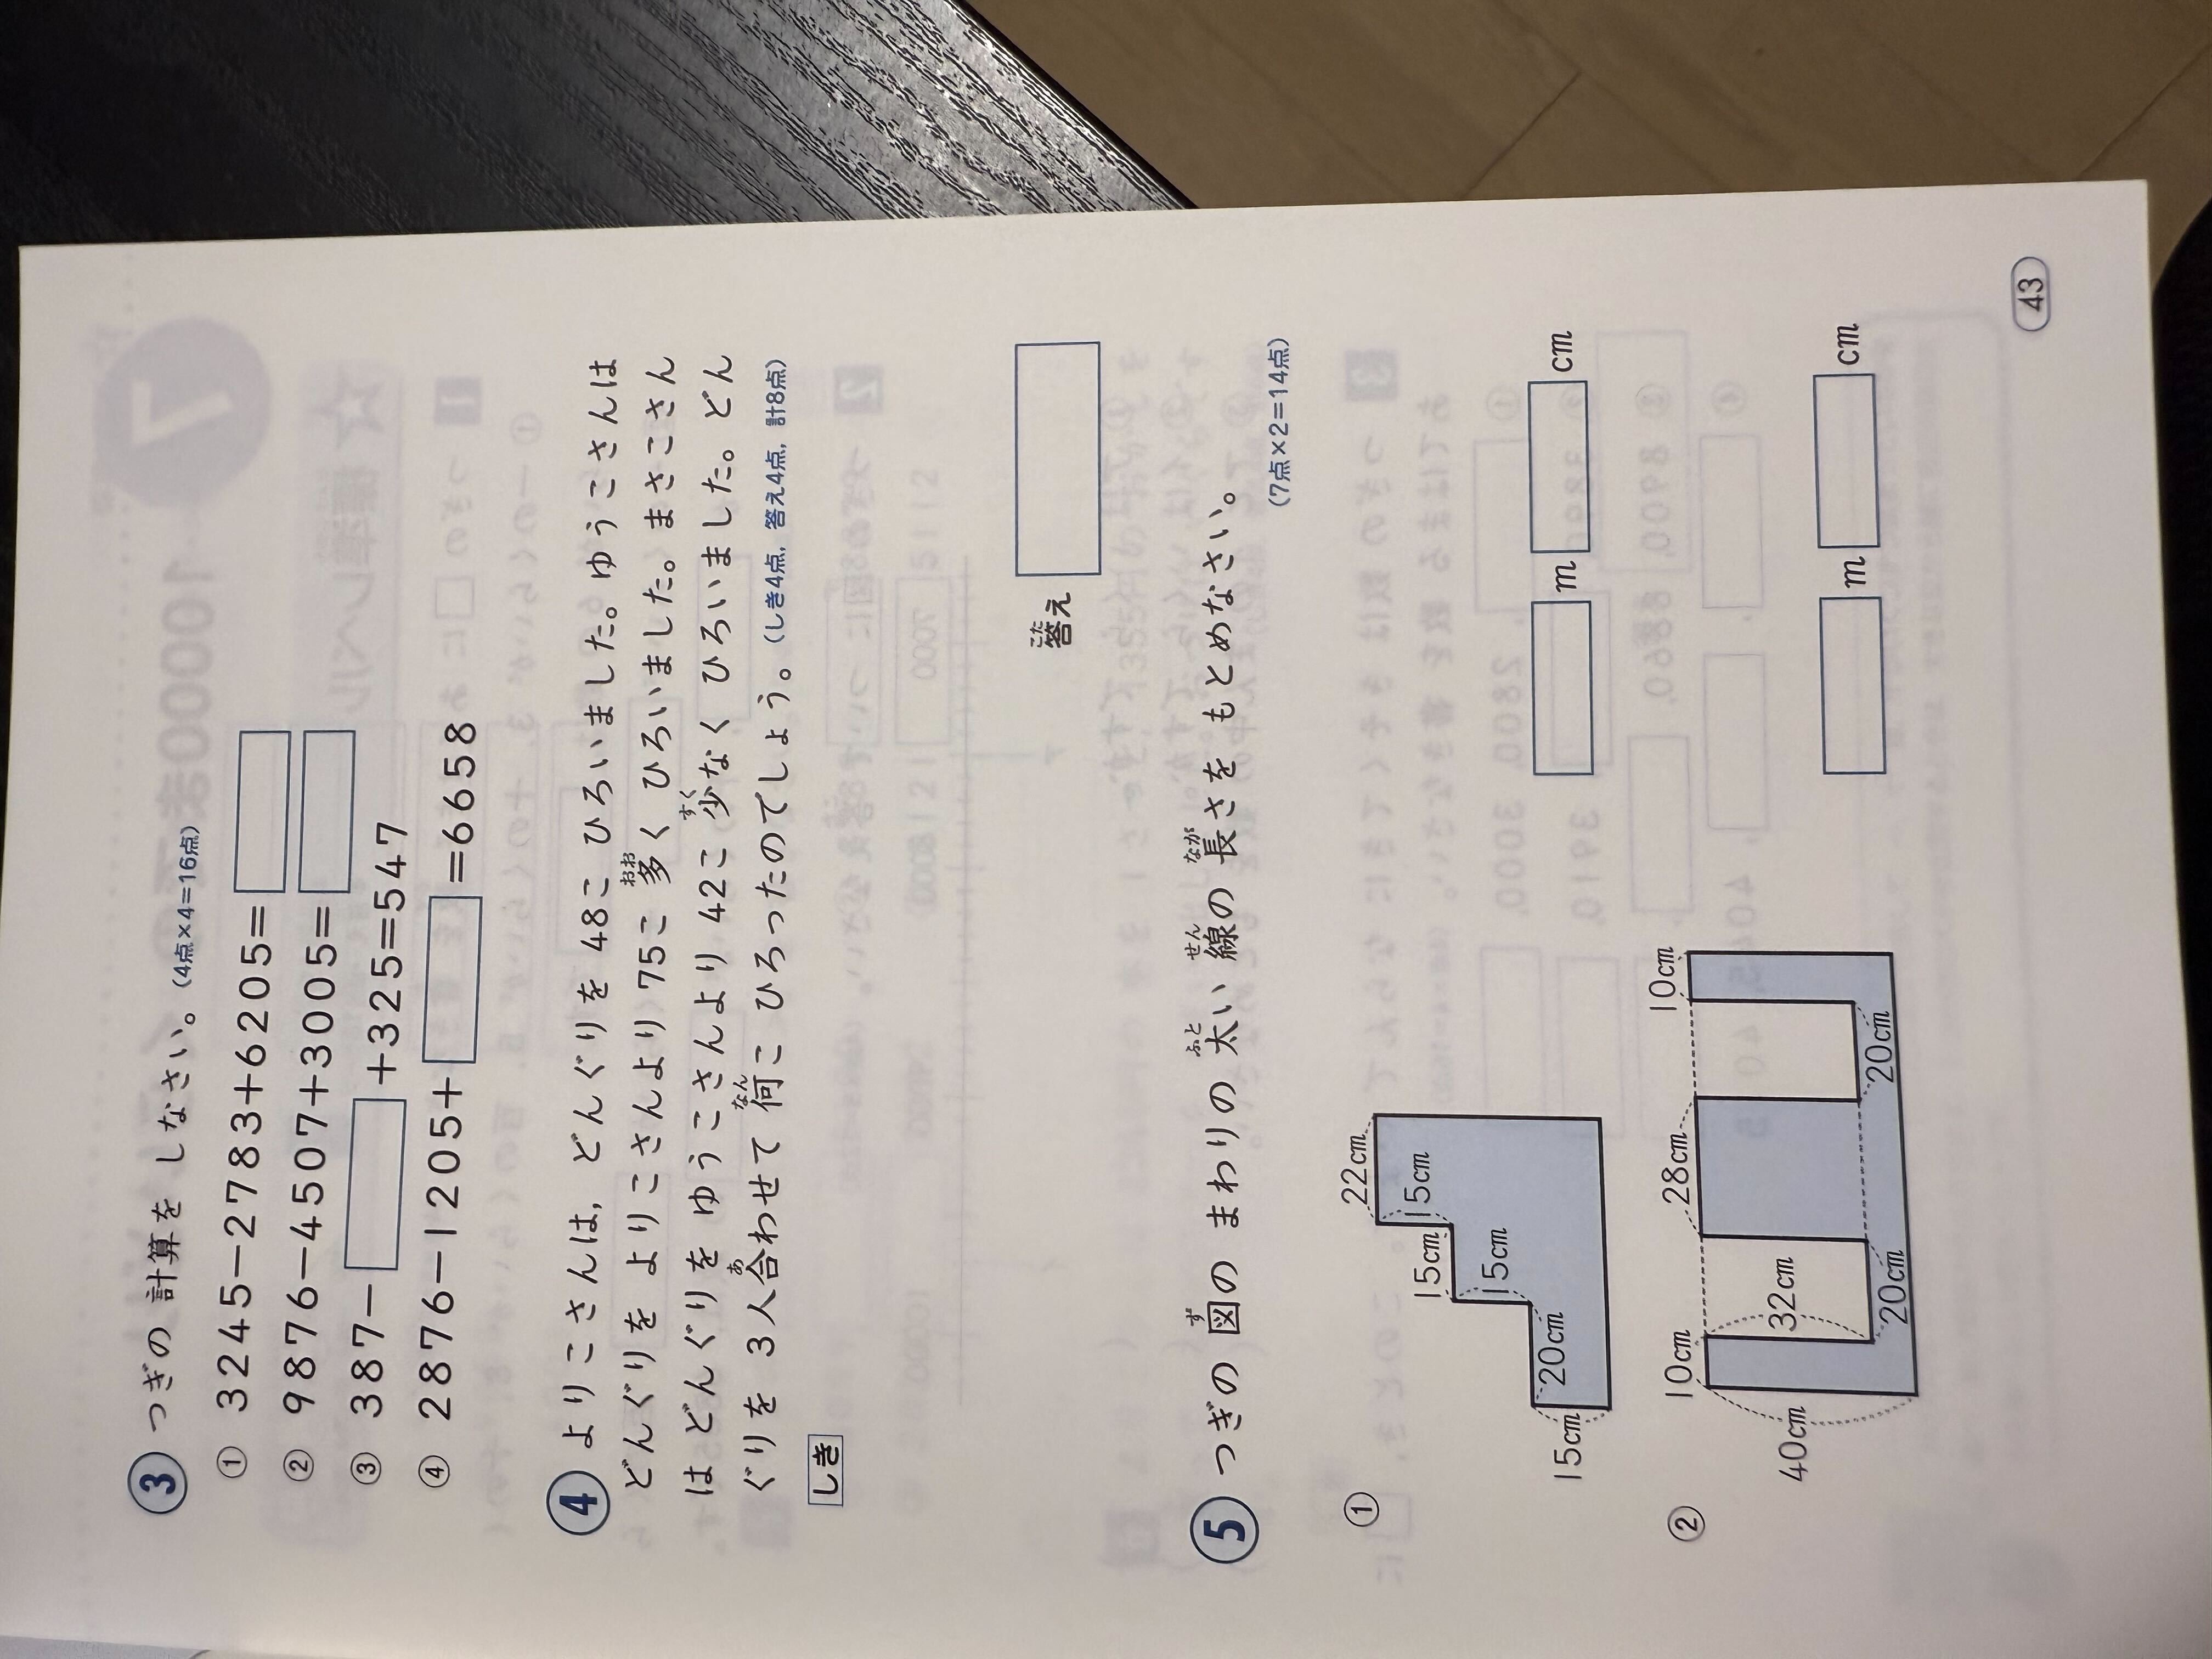 3 つぎの 計算を しなさい。(4点×4=16点)
① 3245-2783+6205=
② 9876-4507+3005=
③ 387- +325=547
④ 2876-1205+ =6658
4 よりこさんは, どんぐりを 48こ ひろいました。ゆうこさんは
どんぐりを よりこさんより 75こ 多く ひろいました。まさこさん
は どんぐりを ゆうこさんより 42こ 少なく ひろいました。どん
ぐりを 3人合わせて 何こ ひろったのでしょう。(しき4点, 答え4点, 計8点)
しき
答え
5 つぎの 図の まわりの 太い 線の 長さを もとめなさい。
(7点×2=14点)
①
22cm
15cm
15cm
15cm
20cm
15cm
m cm
②
10cm
28cm
10cm
40cm
32cm
20cm
20cm
m cm
43